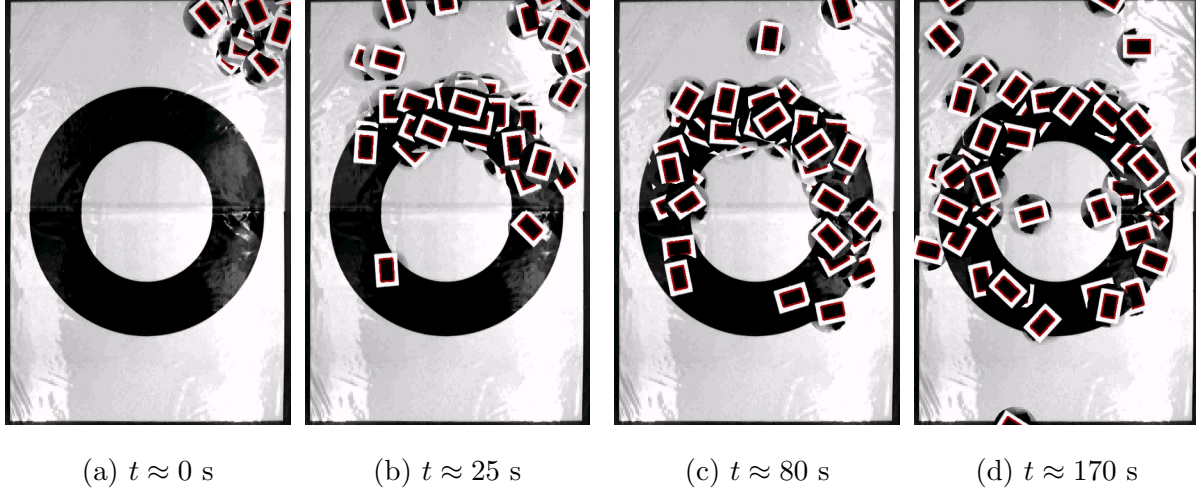 (a) t ≈ 0 s
(b) t ≈ 25 s
(c) t ≈ 80 s
(d) t ≈ 170 s